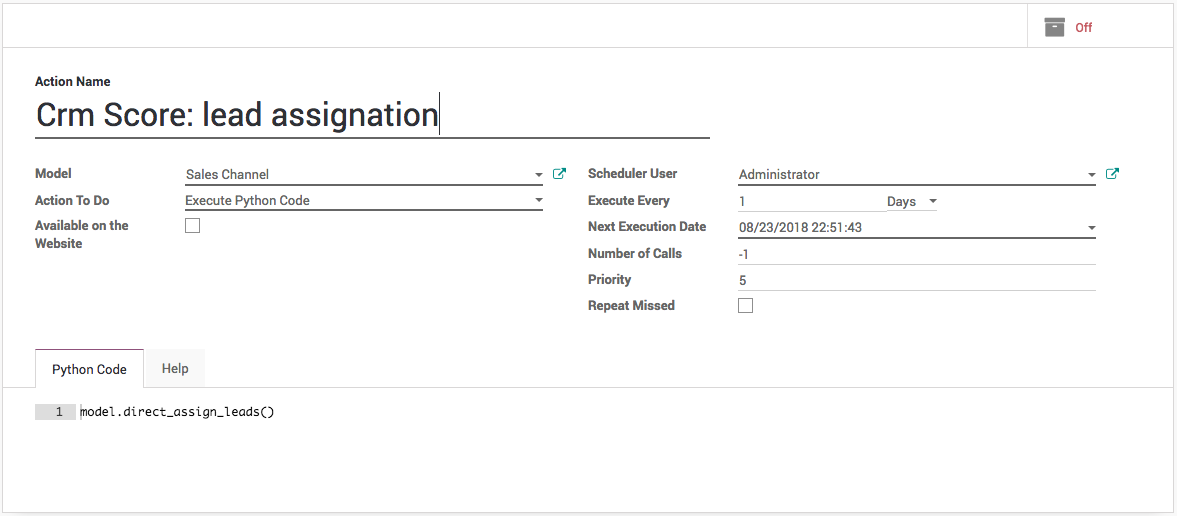 Off
Action Name
Crm Score: lead assignation
Model Sales Channel
Action To Do Execute Python Code
Available on the
Website
Scheduler User Administrator
Execute Every 1 Days
Next Execution Date 08/23/2018 22:51:43
Number of Calls -1
Priority 5
Repeat Missed
Python Code Help
1 model.direct_assign_leads()